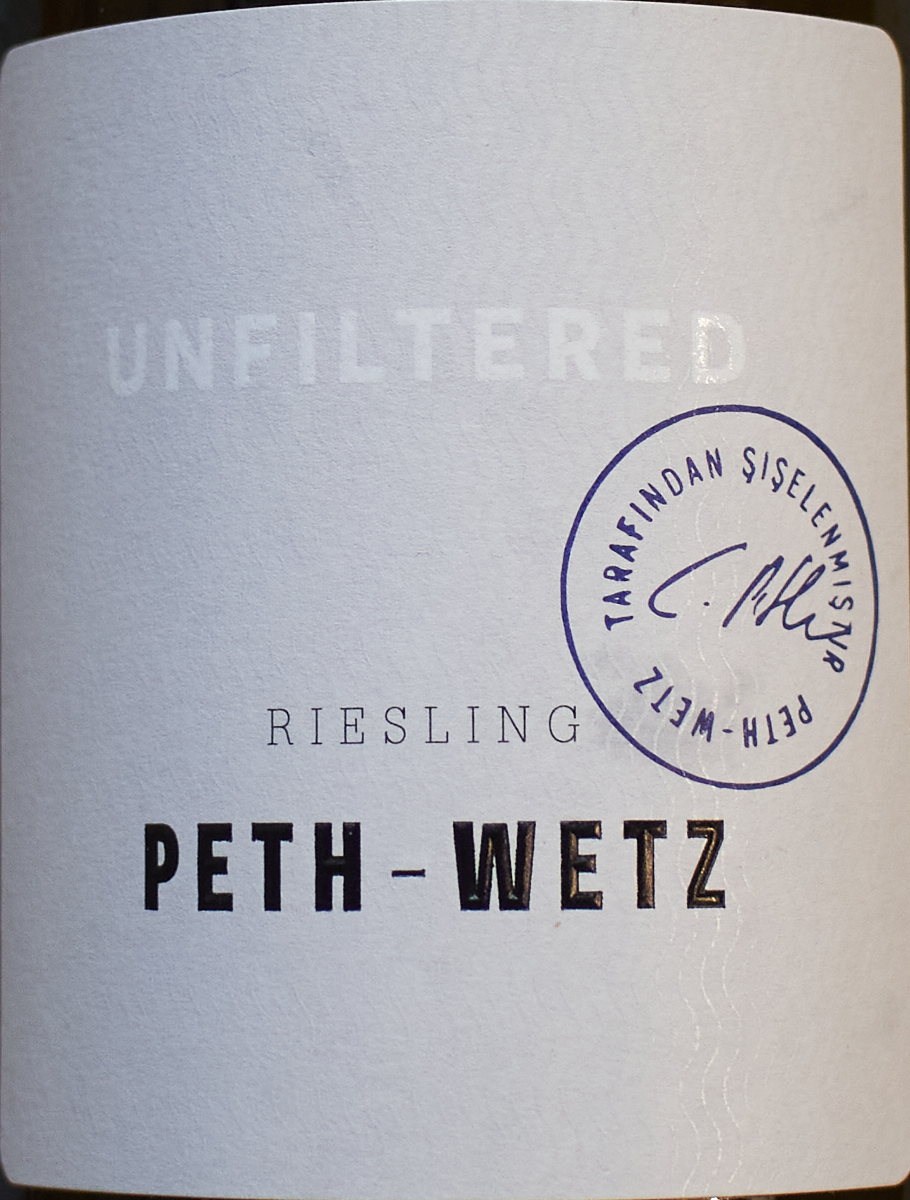 UNFILTERED
TARAFINDAN ŞIŞELENMIŞTIR
PETH-WETZ
RIESLING
PETH-WETZ